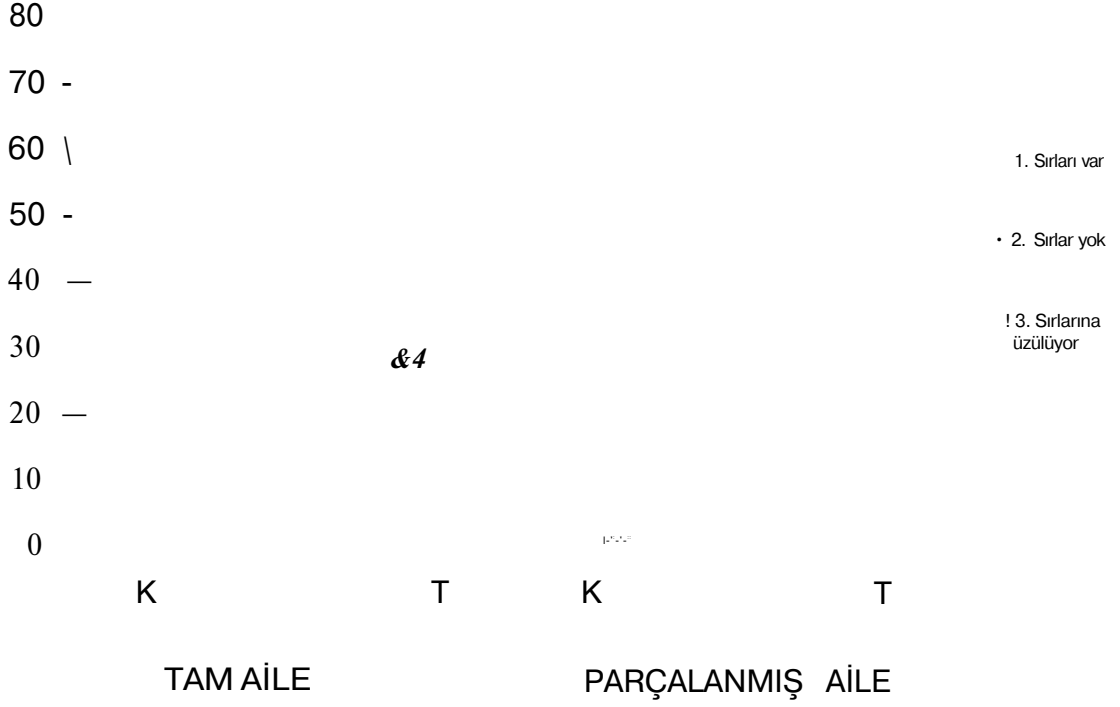 80
70 -
60 \
50 -
40 —
30
20 —
10
0
&4
K T K T
TAM AİLE PARÇALANMIŞ AİLE
1. Sırları var
• 2. Sırlar yok
! 3. Sırlarına
üzülüyor